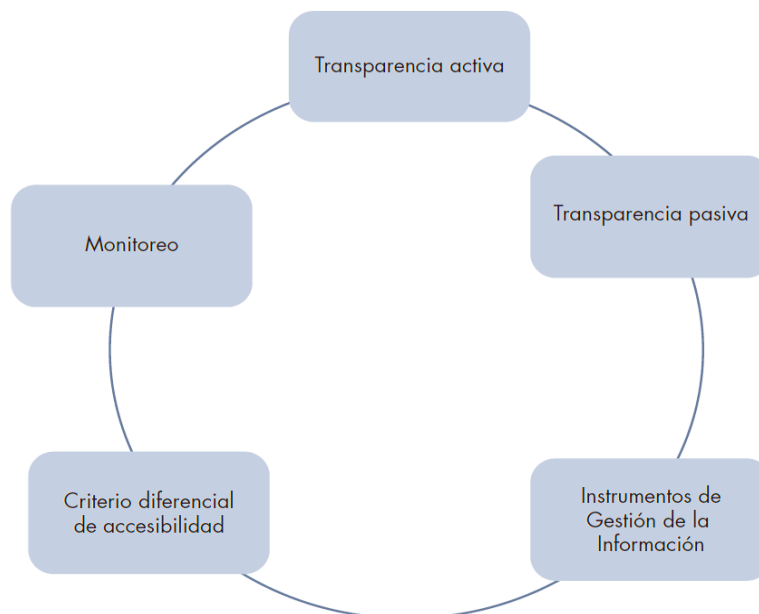 Transparencia activa
Transparencia pasiva
Instrumentos de
Gestión de la
Información
Criterio diferencial
de accesibilidad
Monitoreo